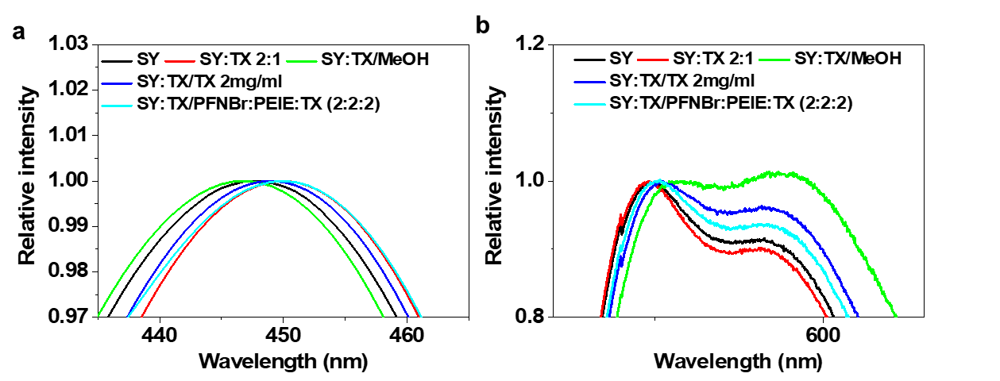 a
1.03
1.02
1.01
1.00
0.99
0.98
0.97
Relative intensity
SY SY:TX 2:1 SY:TX/MeOH
SY:TX/TX 2mg/ml
SY:TX/PFNBr:PEIE:TX (2:2:2)
440 450 460
Wavelength (nm)
b
1.2
1.0
0.8
Relative intensity
SY SY:TX 2:1 SY:TX/MeOH
SY:TX/TX 2mg/ml
SY:TX/PFNBr:PEIE:TX (2:2:2)
600
Wavelength (nm)